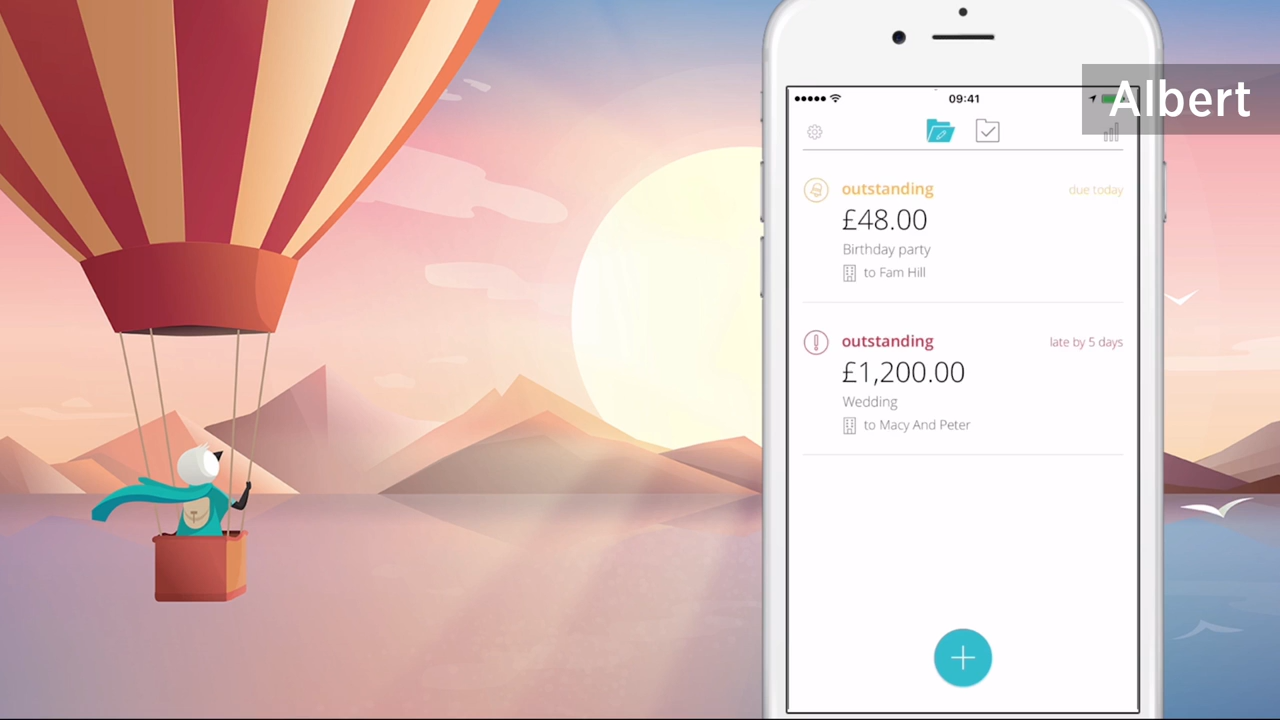 Albert
09:41
outstanding
due today
£48.00
Birthday party
to Fam Hill
outstanding
late by 5 days
£1,200.00
Wedding
to Macy And Peter